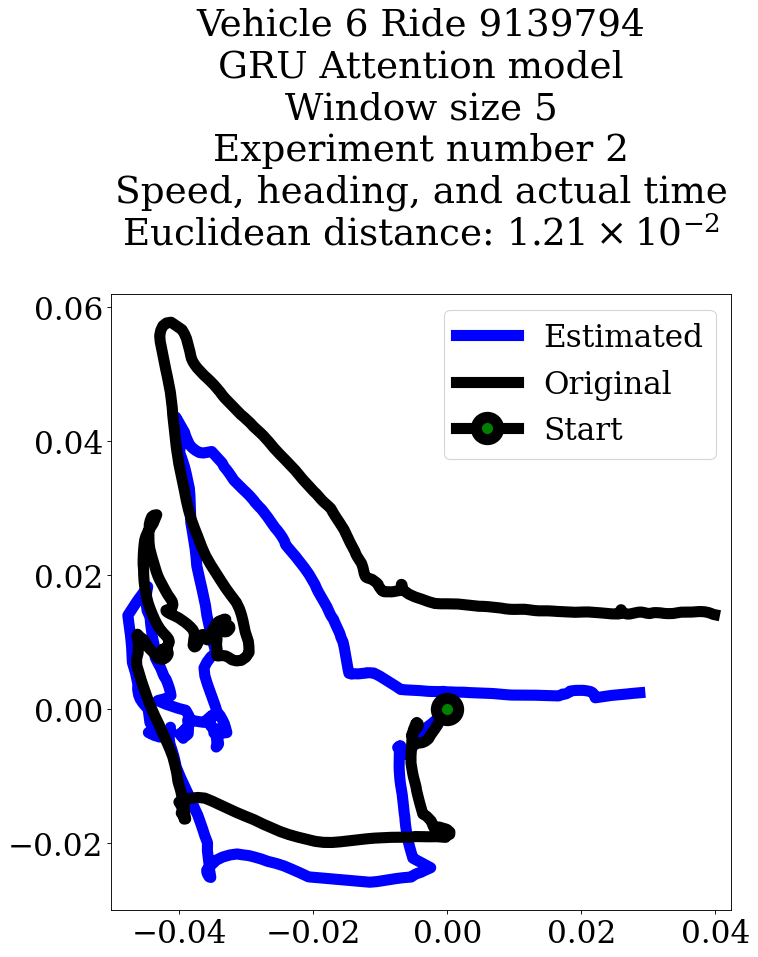 Vehicle 6 Ride 9139794
GRU Attention model
Window size 5
Experiment number 2
Speed, heading, and actual time
Euclidean distance: 1.21 × 10⁻²
0.06
0.04
0.02
0.00
−0.02
Estimated
Original
Start
−0.04
−0.02
0.00
0.02
0.04